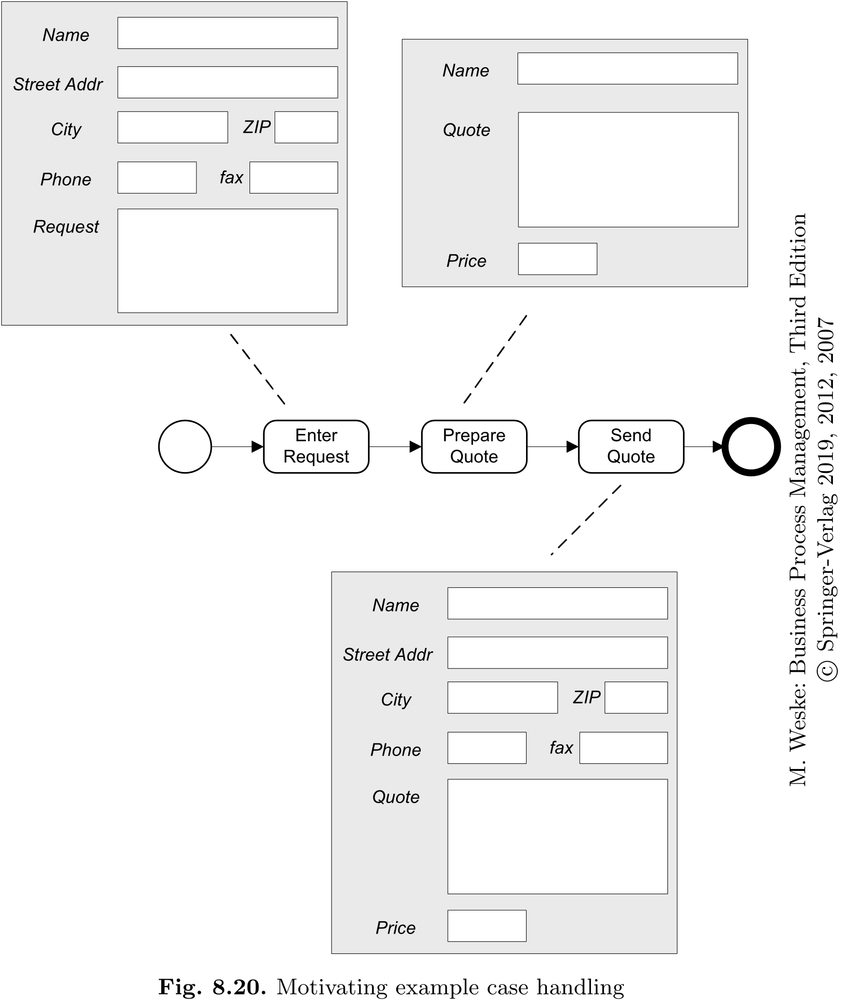 Name
Street Addr
City ZIP
Phone fax
Request
Name
Quote
Price
Enter
Request
Prepare
Quote
Send
Quote
Name
Street Addr
City ZIP
Phone fax
Quote
Price
M. Weske: Business Process Management, Third Edition
© Springer-Verlag 2019, 2012, 2007
Fig. 8.20. Motivating example case handling